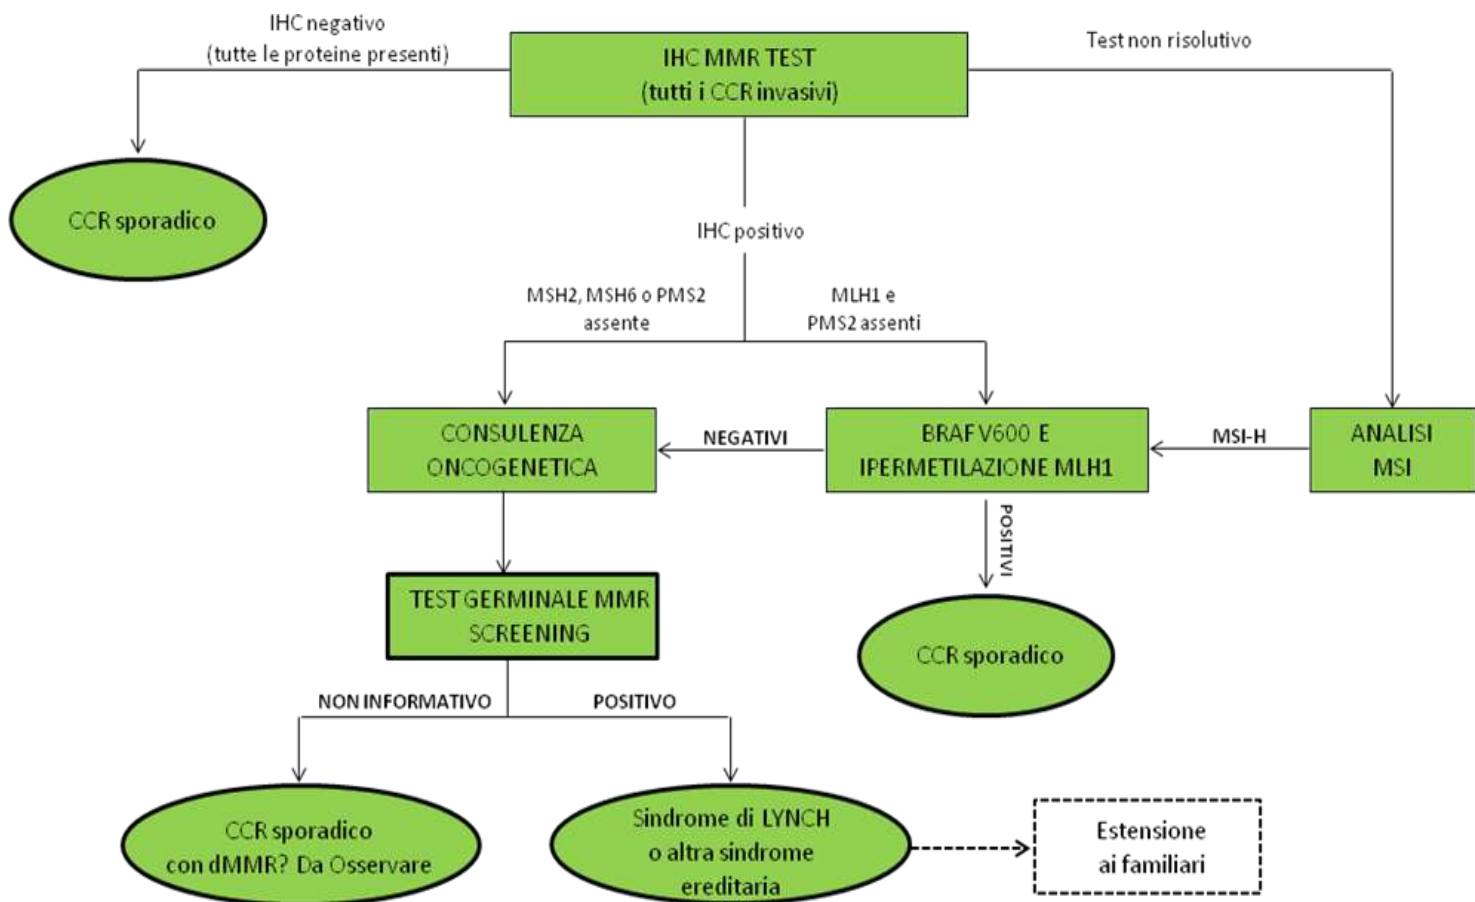 IHC negativo
(tutte le proteine presenti)
IHC MMR TEST
(tutti i CCR invasivi)
Test non risolutivo
CCR sporadico
IHC positivo
MSH2, MSH6 o PMS2
assente
MLH1 e
PMS2 assenti
CONSULENZA
ONCOGENETICA
NEGATIVI
BRAF V600 E
IPERMETILAZIONE MLH1
MSI-H
ANALISI
MSI
POSITIVI
TEST GERMINALE MMR
SCREENING
CCR sporadico
NON INFORMATIVO
POSITIVO
CCR sporadico
con dMMR? Da Osservare
Sindrome di LYNCH
o altra sindrome
ereditaria
Estensione
ai familiari